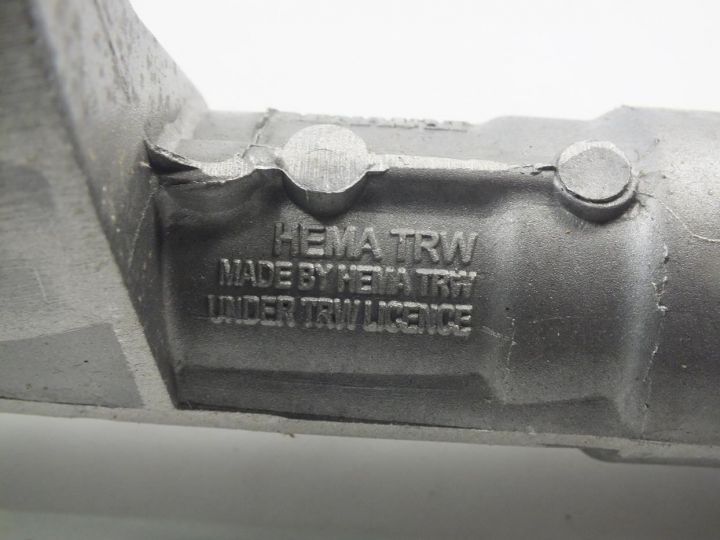 HEMA TRW
MADE BY HEMA TRW
UNDER TRW LICENCE